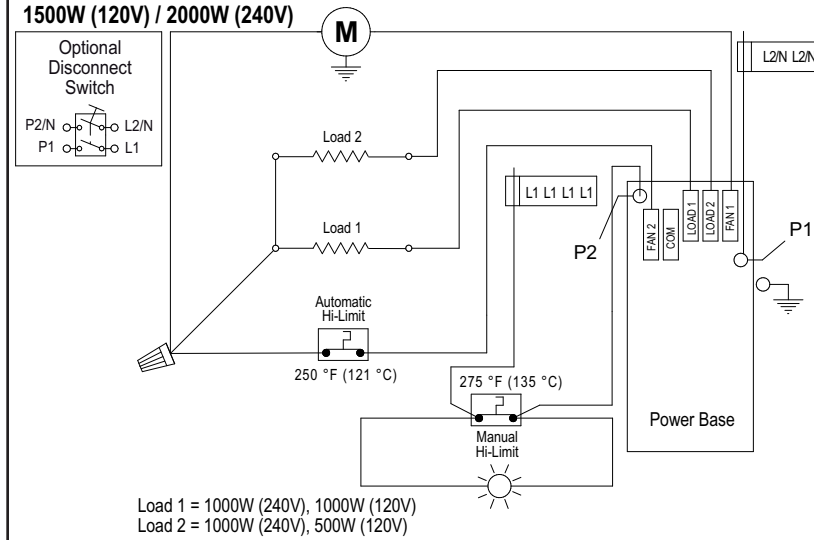 1500W (120V) / 2000W (240V)
Optional
Disconnect
Switch
P2/N L2/N
P1 L1
M
L2/N L2/N
Load 2
L1 L1 L1 L1
Load 1
P2
FAN 2
COM
LOAD 1
LOAD 2
FAN 1
P1
Automatic
Hi-Limit
250 °F (121 °C)
275 °F (135 °C)
Manual
Hi-Limit
Power Base
Load 1 = 1000W (240V), 1000W (120V)
Load 2 = 1000W (240V), 500W (120V)